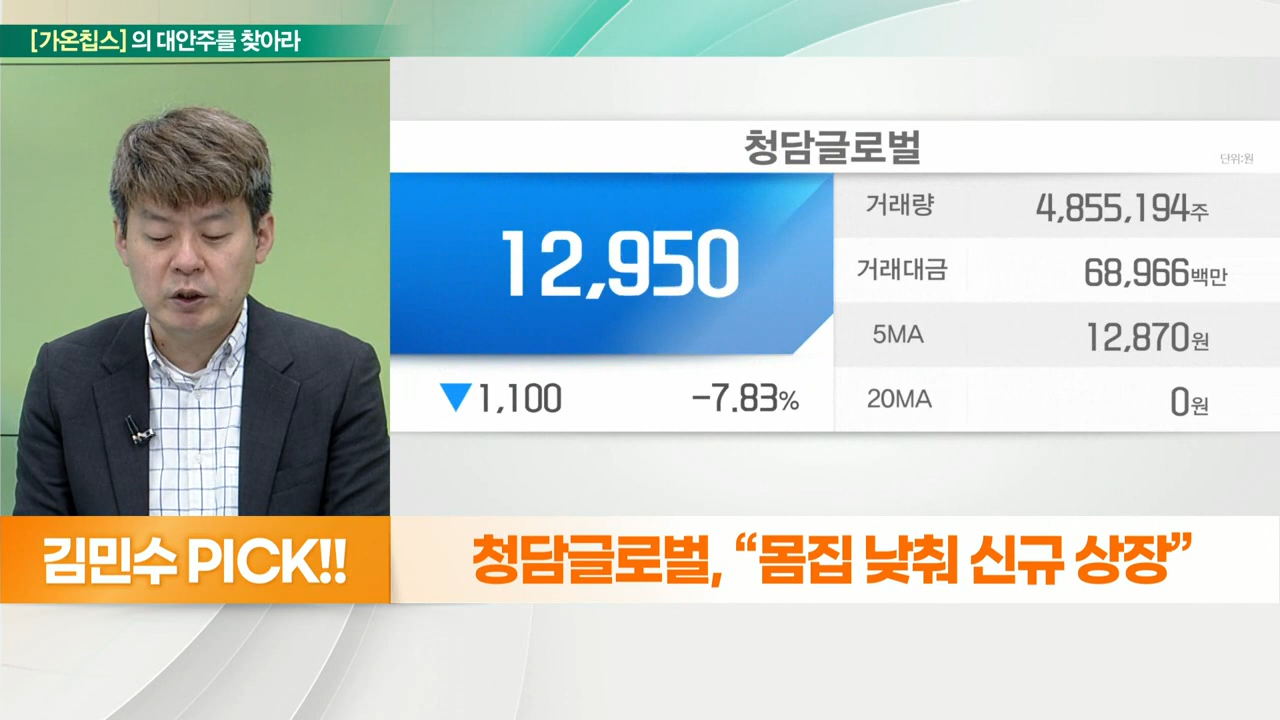 [가온칩스] 의 대안주를 찾아라
청담글로벌
단위:원
12,950
▼1,100 -7.83%
거래량 4,855,194주
거래대금 68,966백만
5MA 12,870원
20MA 0원
김민수 PICK!!
청담글로벌, “몸집 낮춰 신규 상장”